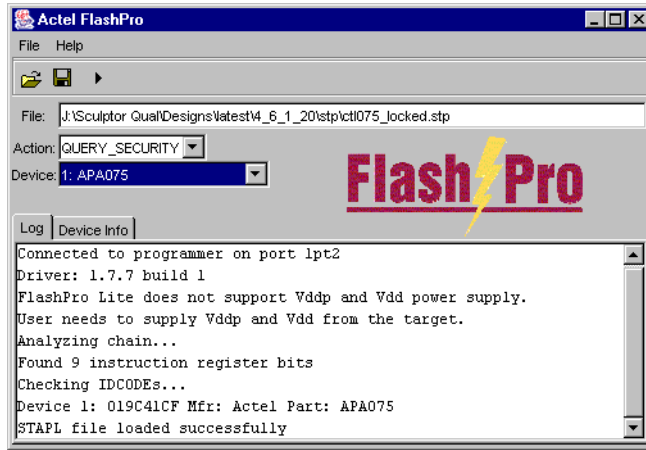 Actel FlashPro
File Help
File: J:\Sculptor Qual\Designs\latest\4_6_1_20\stp\ctl075_locked.stp
Action: QUERY_SECURITY
Device: 1: APA075
Flash Pro
Log Device Info
Connected to programmer on port lpt2
Driver: 1.7.7 build 1
FlashPro Lite does not support Vddp and Vdd power supply.
User needs to supply Vddp and Vdd from the target.
Analyzing chain...
Found 9 instruction register bits
Checking IDCODEs...
Device 1: 019C41CF Mfr: Actel Part: APA075
STAPL file loaded successfully